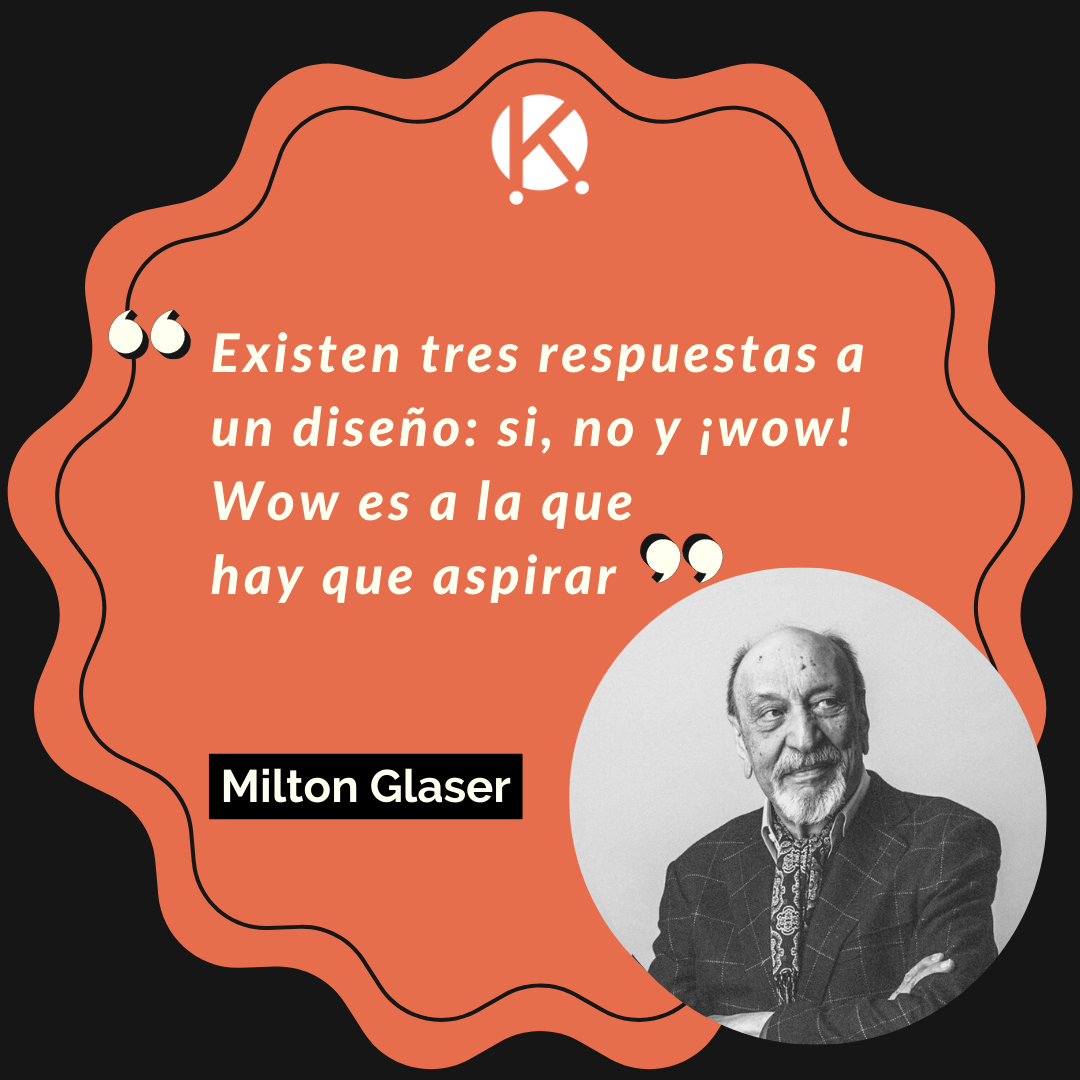 K
“Existen tres respuestas a
un diseño: si, no y ¡wow!
Wow es a la que
hay que aspirar”
Milton Glaser